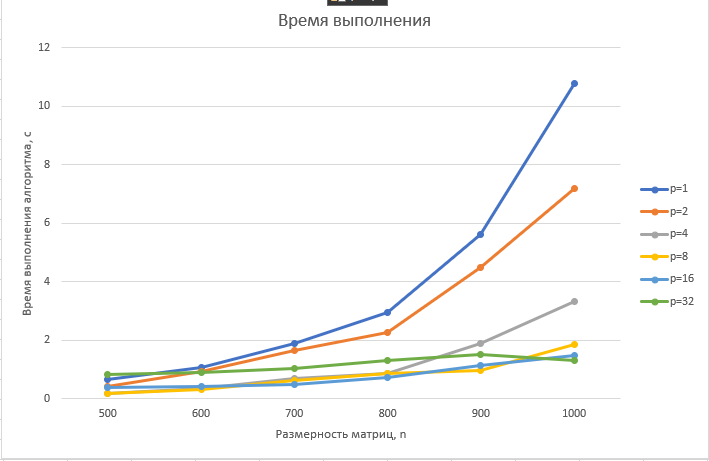 Время выполнения
12
10
8
6
4
2
0
Время выполнения алгоритма, с
500 600 700 800 900 1000
Размерность матриц, n
p=1
p=2
p=4
p=8
p=16
p=32